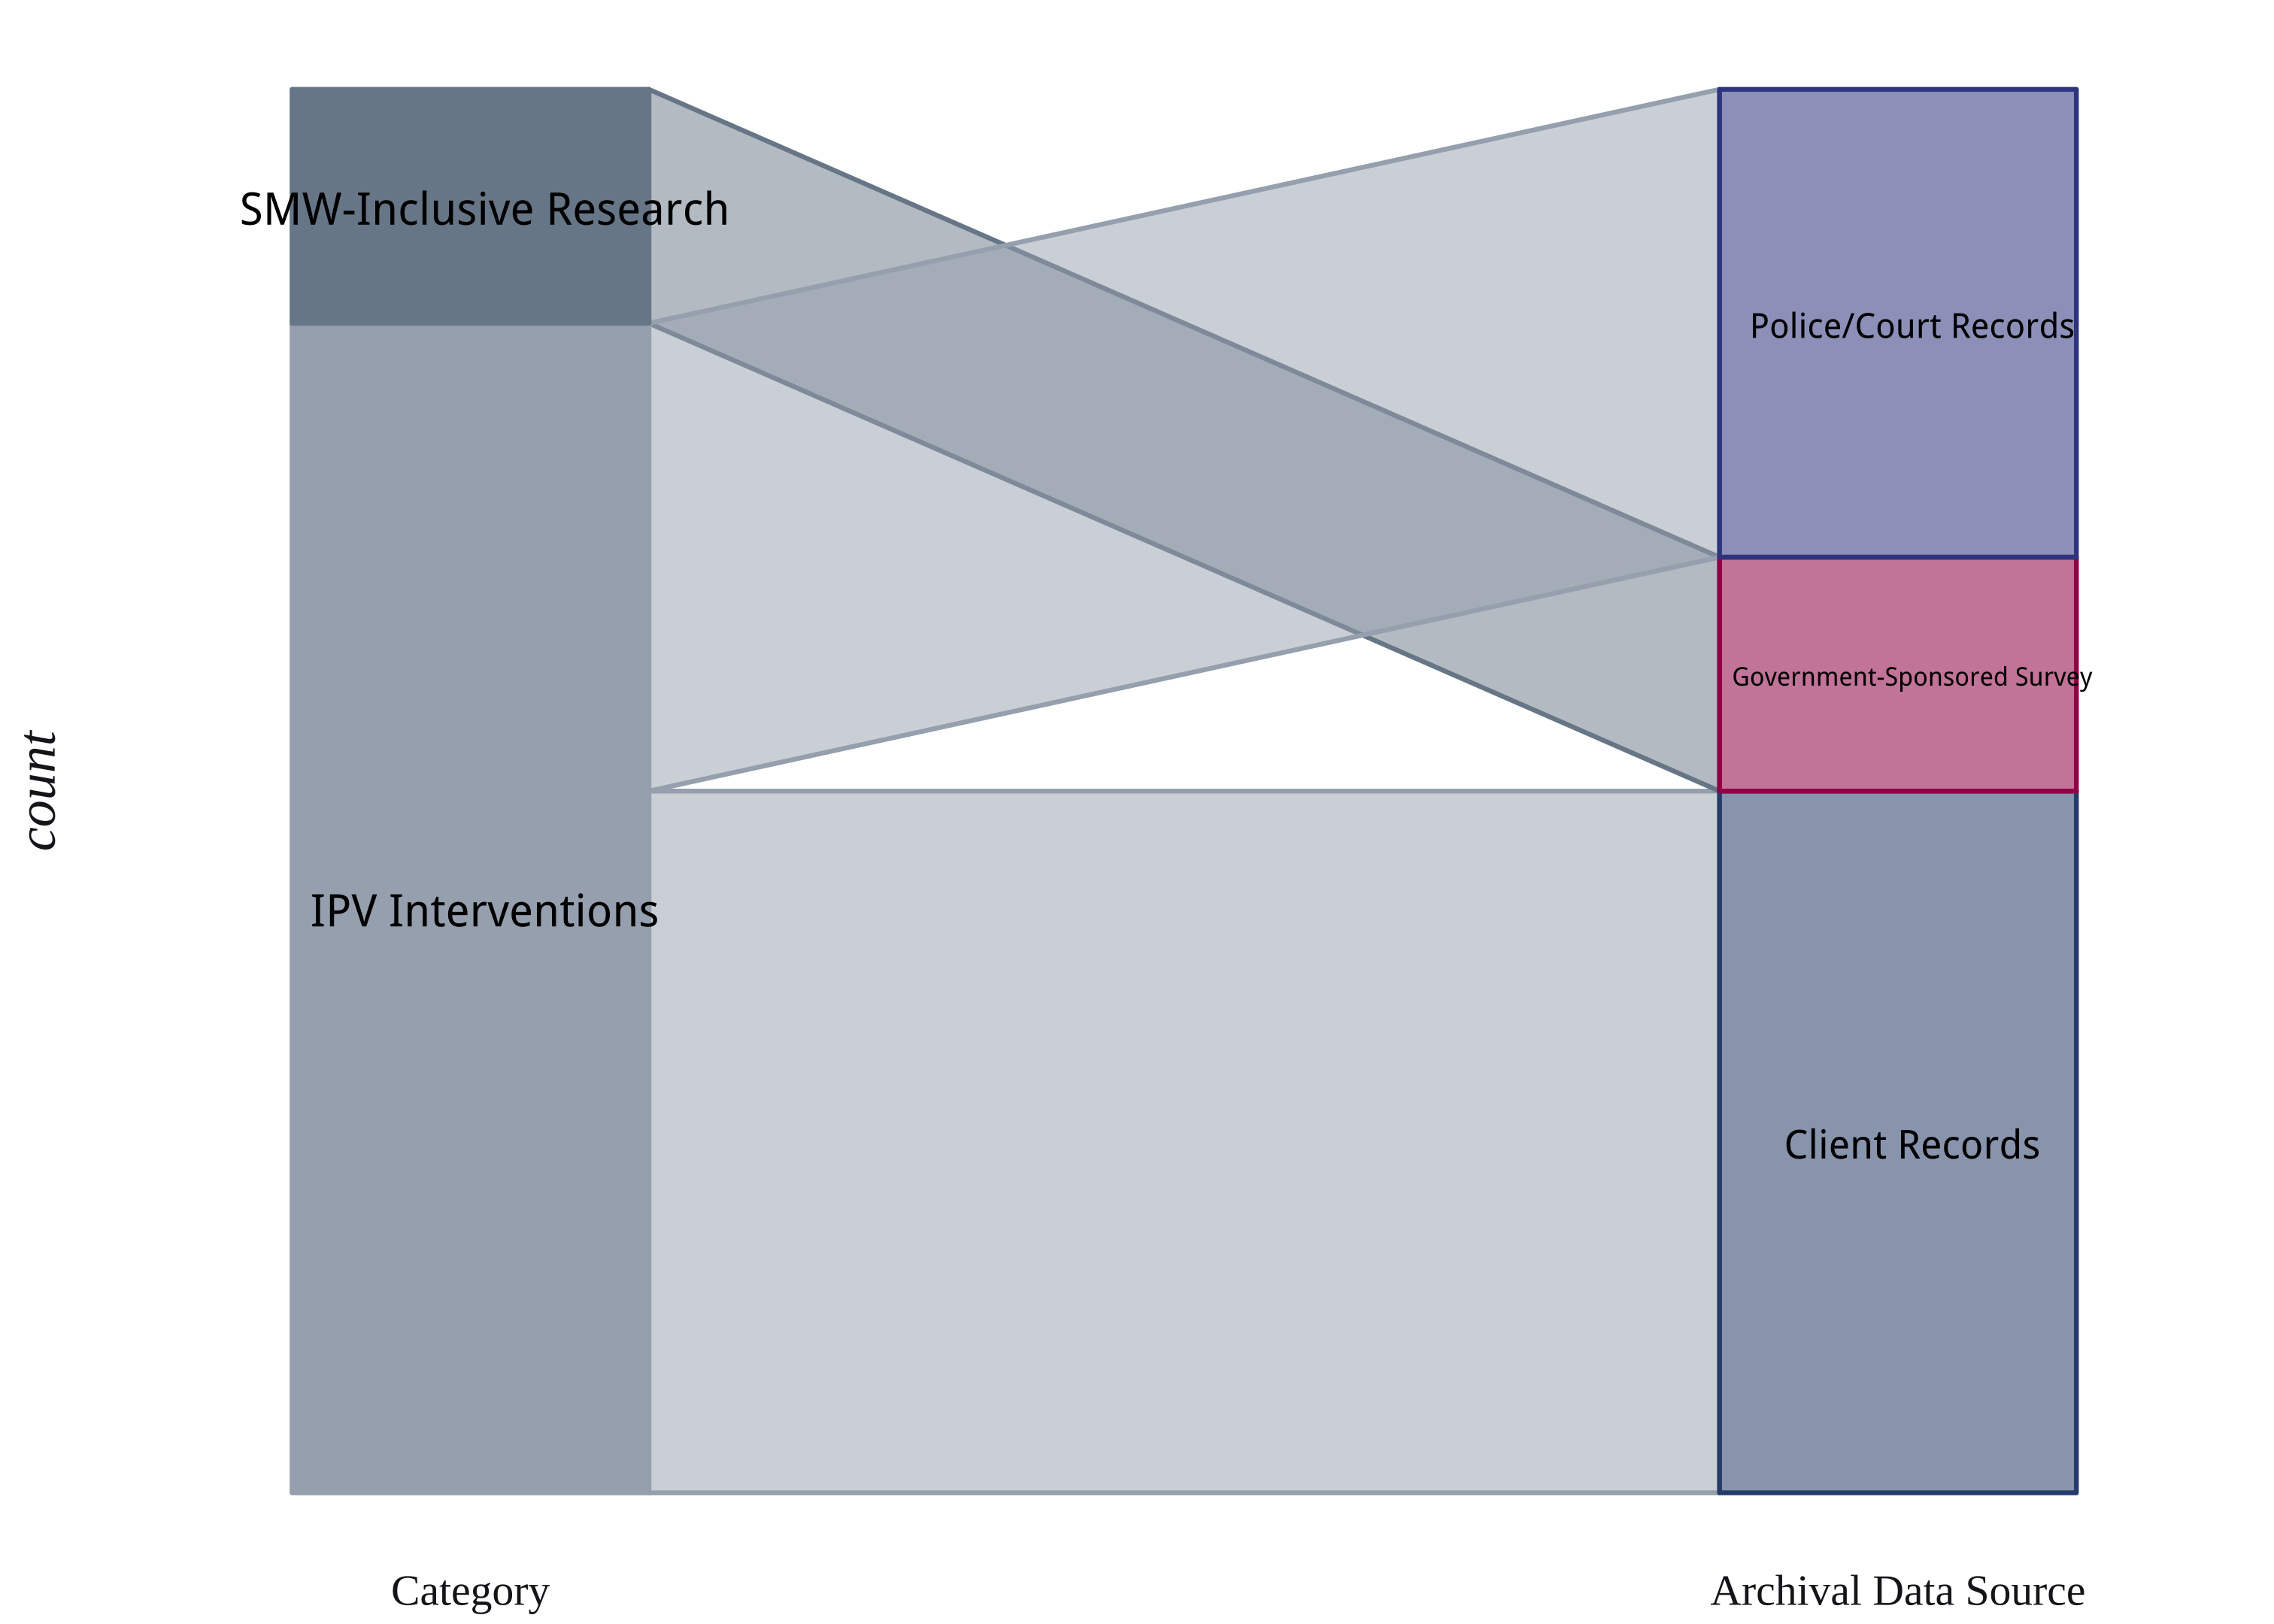 SMW-Inclusive Research
Police/Court Records
Government-Sponsored Survey
count
IPV Interventions
Client Records
Category
Archival Data Source